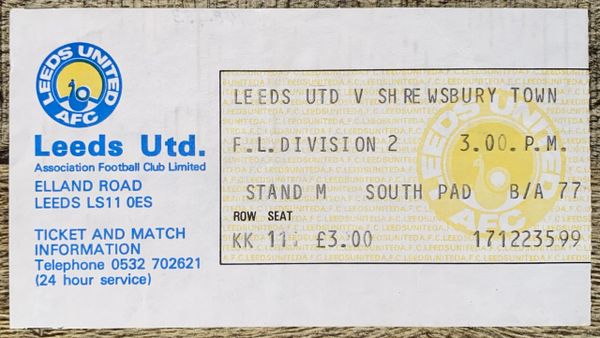 LEEDS UNITED
AFC
Leeds Utd.
Association Football Club Limited
ELLAND ROAD
LEEDS LS11 0ES
TICKET AND MATCH
INFORMATION
Telephone 0532 702621
(24 hour service)
LEEDS UTD V SHREWSBURY TOWN
F.L.DIVISION 2 3.00.P.M.
STAND M SOUTH PAD B/A 77
ROW SEAT
KK 11. £3.00 171223599
LEEDS UNITED
AFC